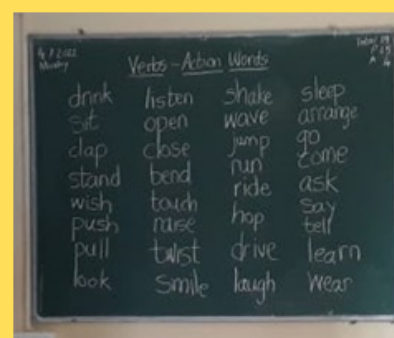 Monday
Verbs - Action Words
drink listen shake sleep
sit open wave arrange
clap close jump go
stand bend run come
wish touch ride ask
push raise hop say
pull twist drive tell
look smile laugh learn
wear